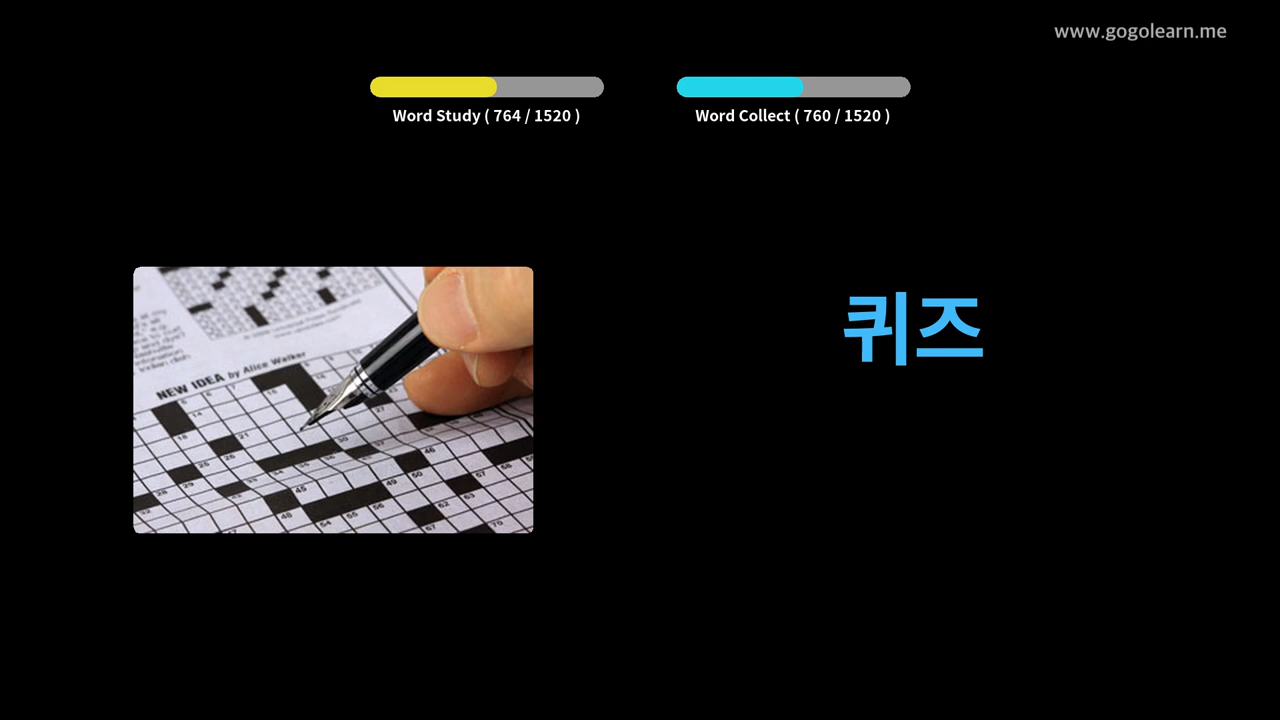 www.gogolearn.me
Word Study ( 764 / 1520 )
Word Collect ( 760 / 1520 )
퀴즈
NEW IDEA by Alice Walker